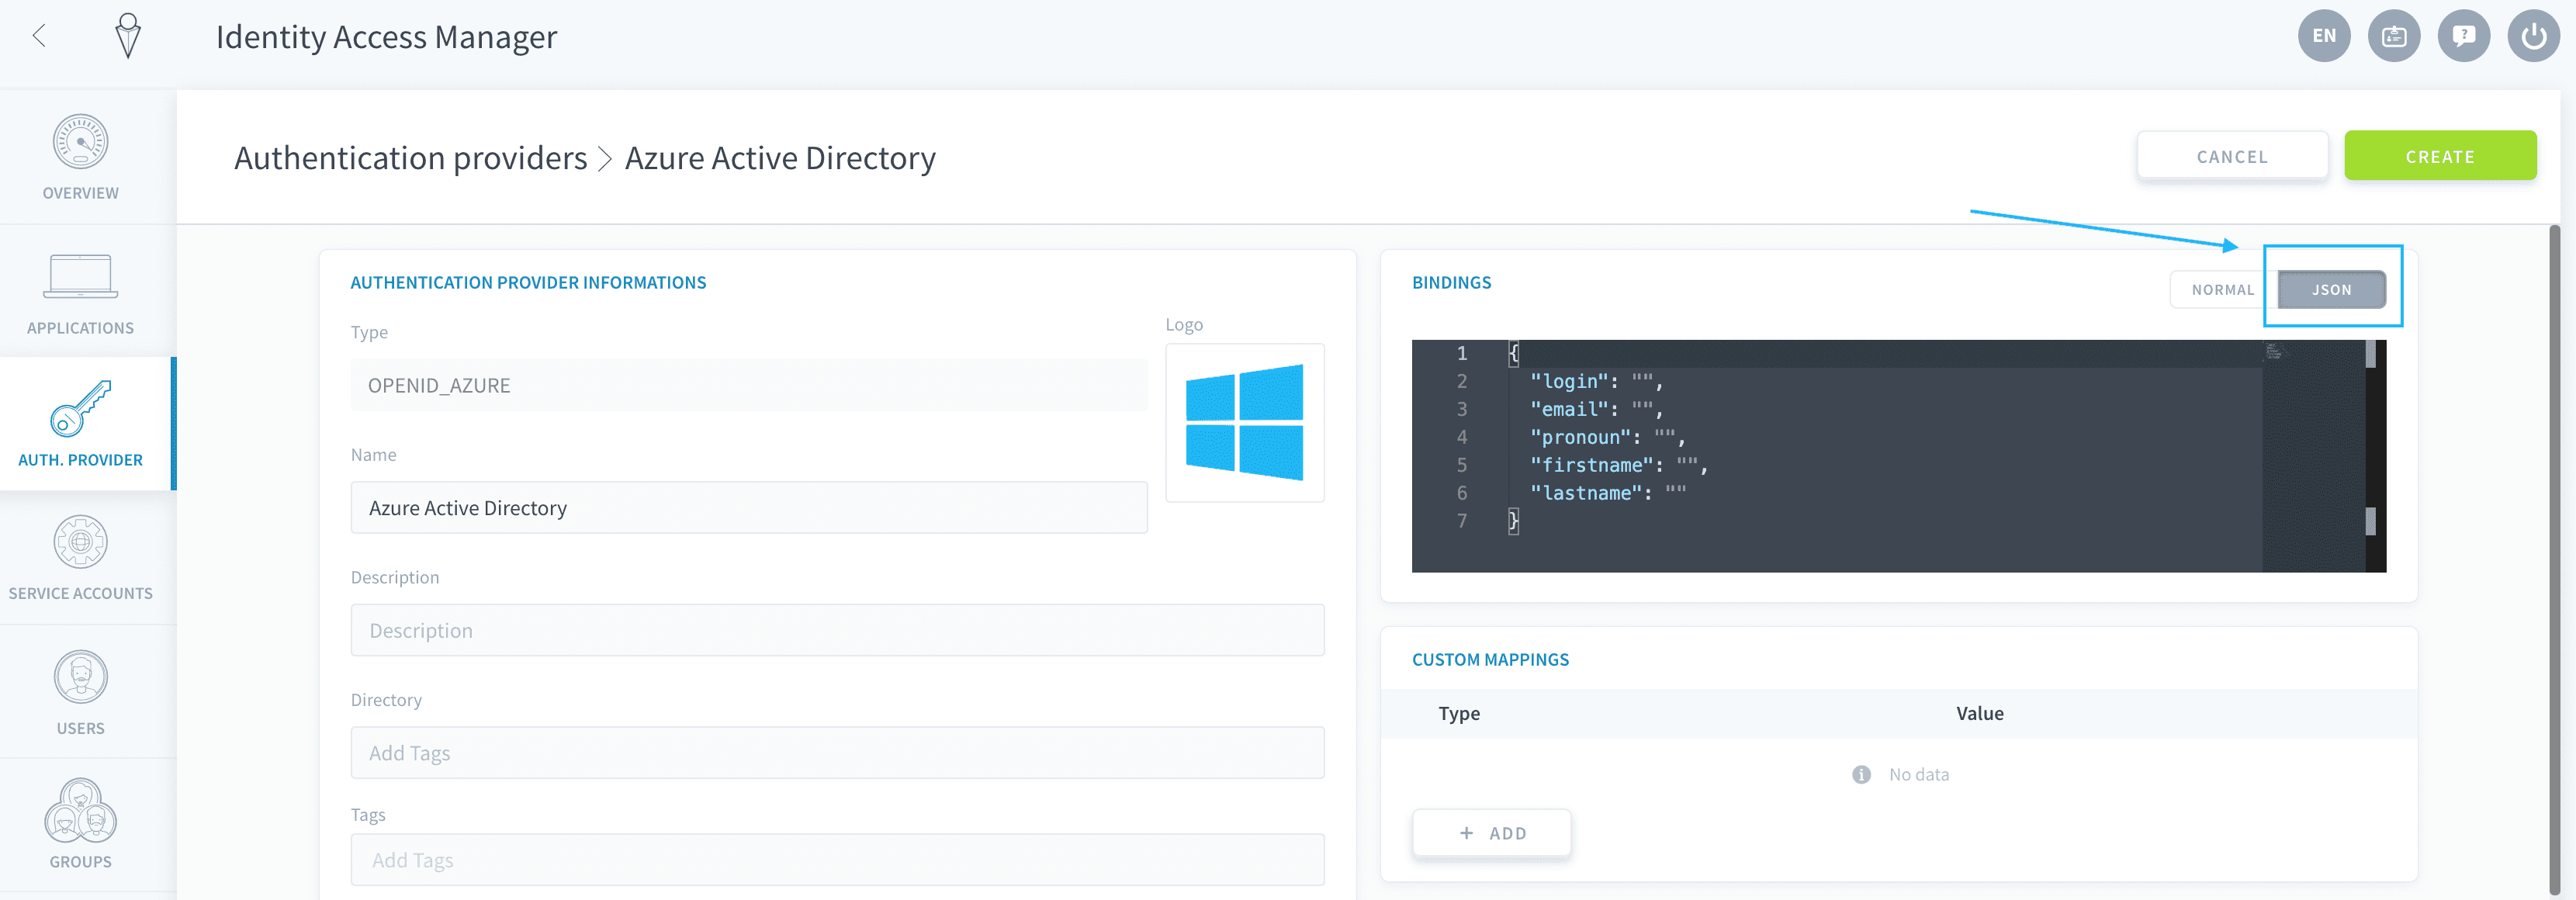 Identity Access Manager
EN
?
OVERVIEW
APPLICATIONS
AUTH. PROVIDER
SERVICE ACCOUNTS
USERS
GROUPS
Authentication providers > Azure Active Directory
CANCEL
CREATE
AUTHENTICATION PROVIDER INFORMATIONS
Type
OPENID_AZURE
Logo
Name
Azure Active Directory
Description
Description
Directory
Add Tags
Tags
Add Tags
BINDINGS
NORMAL
JSON
1 {
2 "login": "",
3 "email": "",
4 "pronoun": "",
5 "firstname": "",
6 "lastname": ""
7 }
CUSTOM MAPPINGS
Type Value
No data
+ ADD